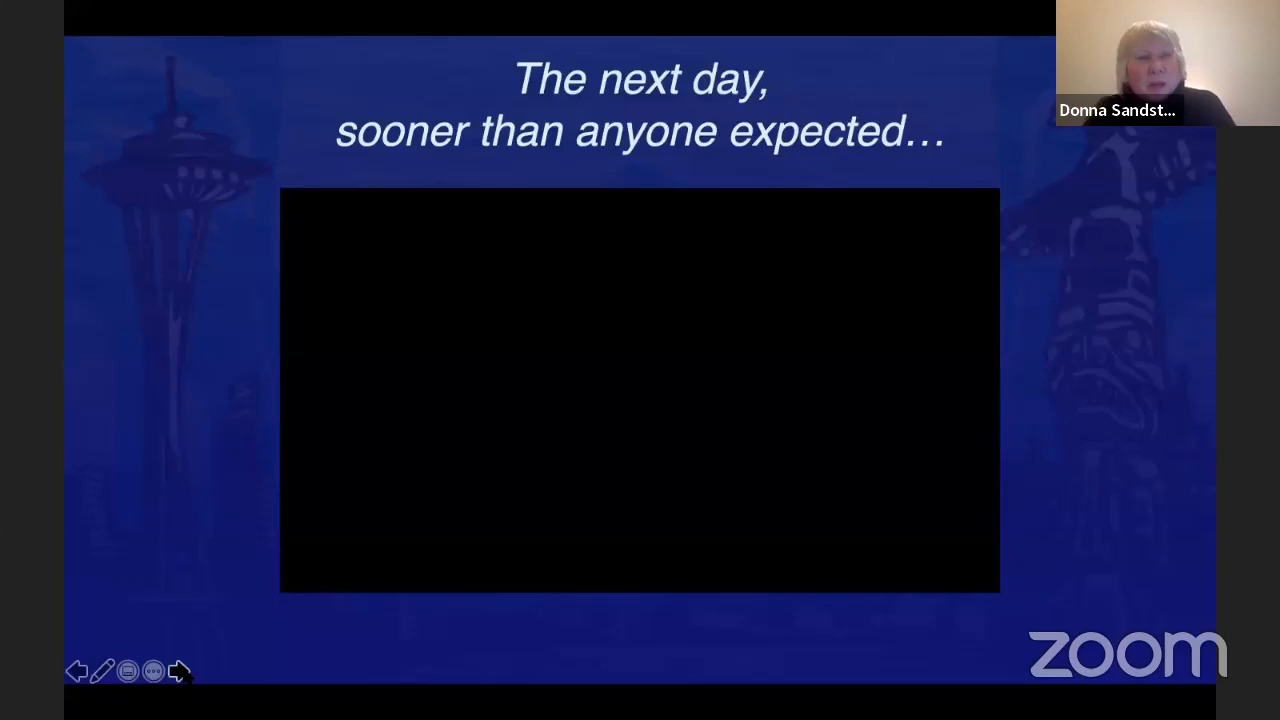 The next day,
sooner than anyone expected…
Donna Sandst...
zoom